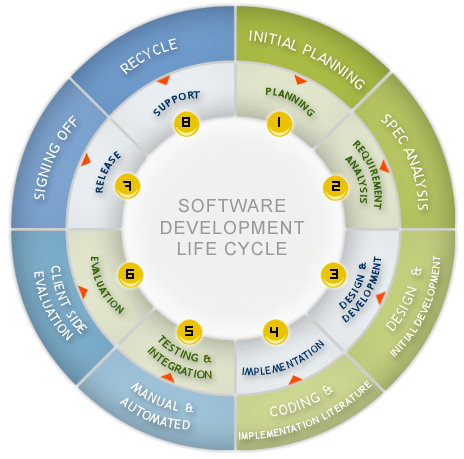 SOFTWARE
DEVELOPMENT
LIFE CYCLE
INITIAL PLANNING
PLANNING
1
SPEC ANALYSIS
REQUIREMENT
ANALYSIS
2
DESIGN &
INITIAL DEVELOPMENT
DESIGN &
DEVELOPMENT
3
CODING &
IMPLEMENTATION LITERATURE
IMPLEMENTATION
4
MANUAL &
AUTOMATED
TESTING &
INTEGRATION
5
CLIENT SIDE
EVALUATION
EVALUATION
6
SIGNING OFF
RELEASE
7
RECYCLE
SUPPORT
8